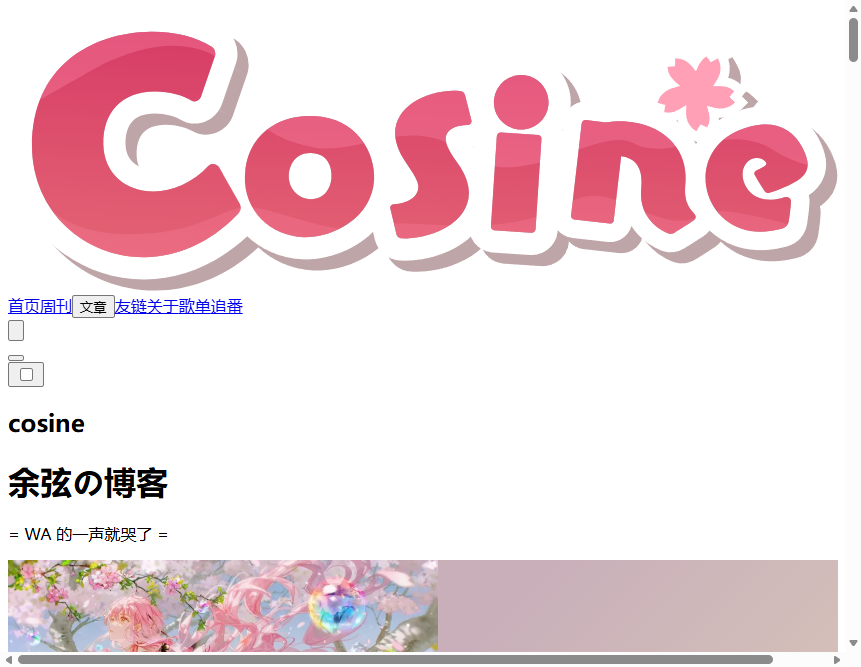 Cosine
首页周刊文章友链关于歌单追番
cosine
余弦の博客
= WA 的一声就哭了 =